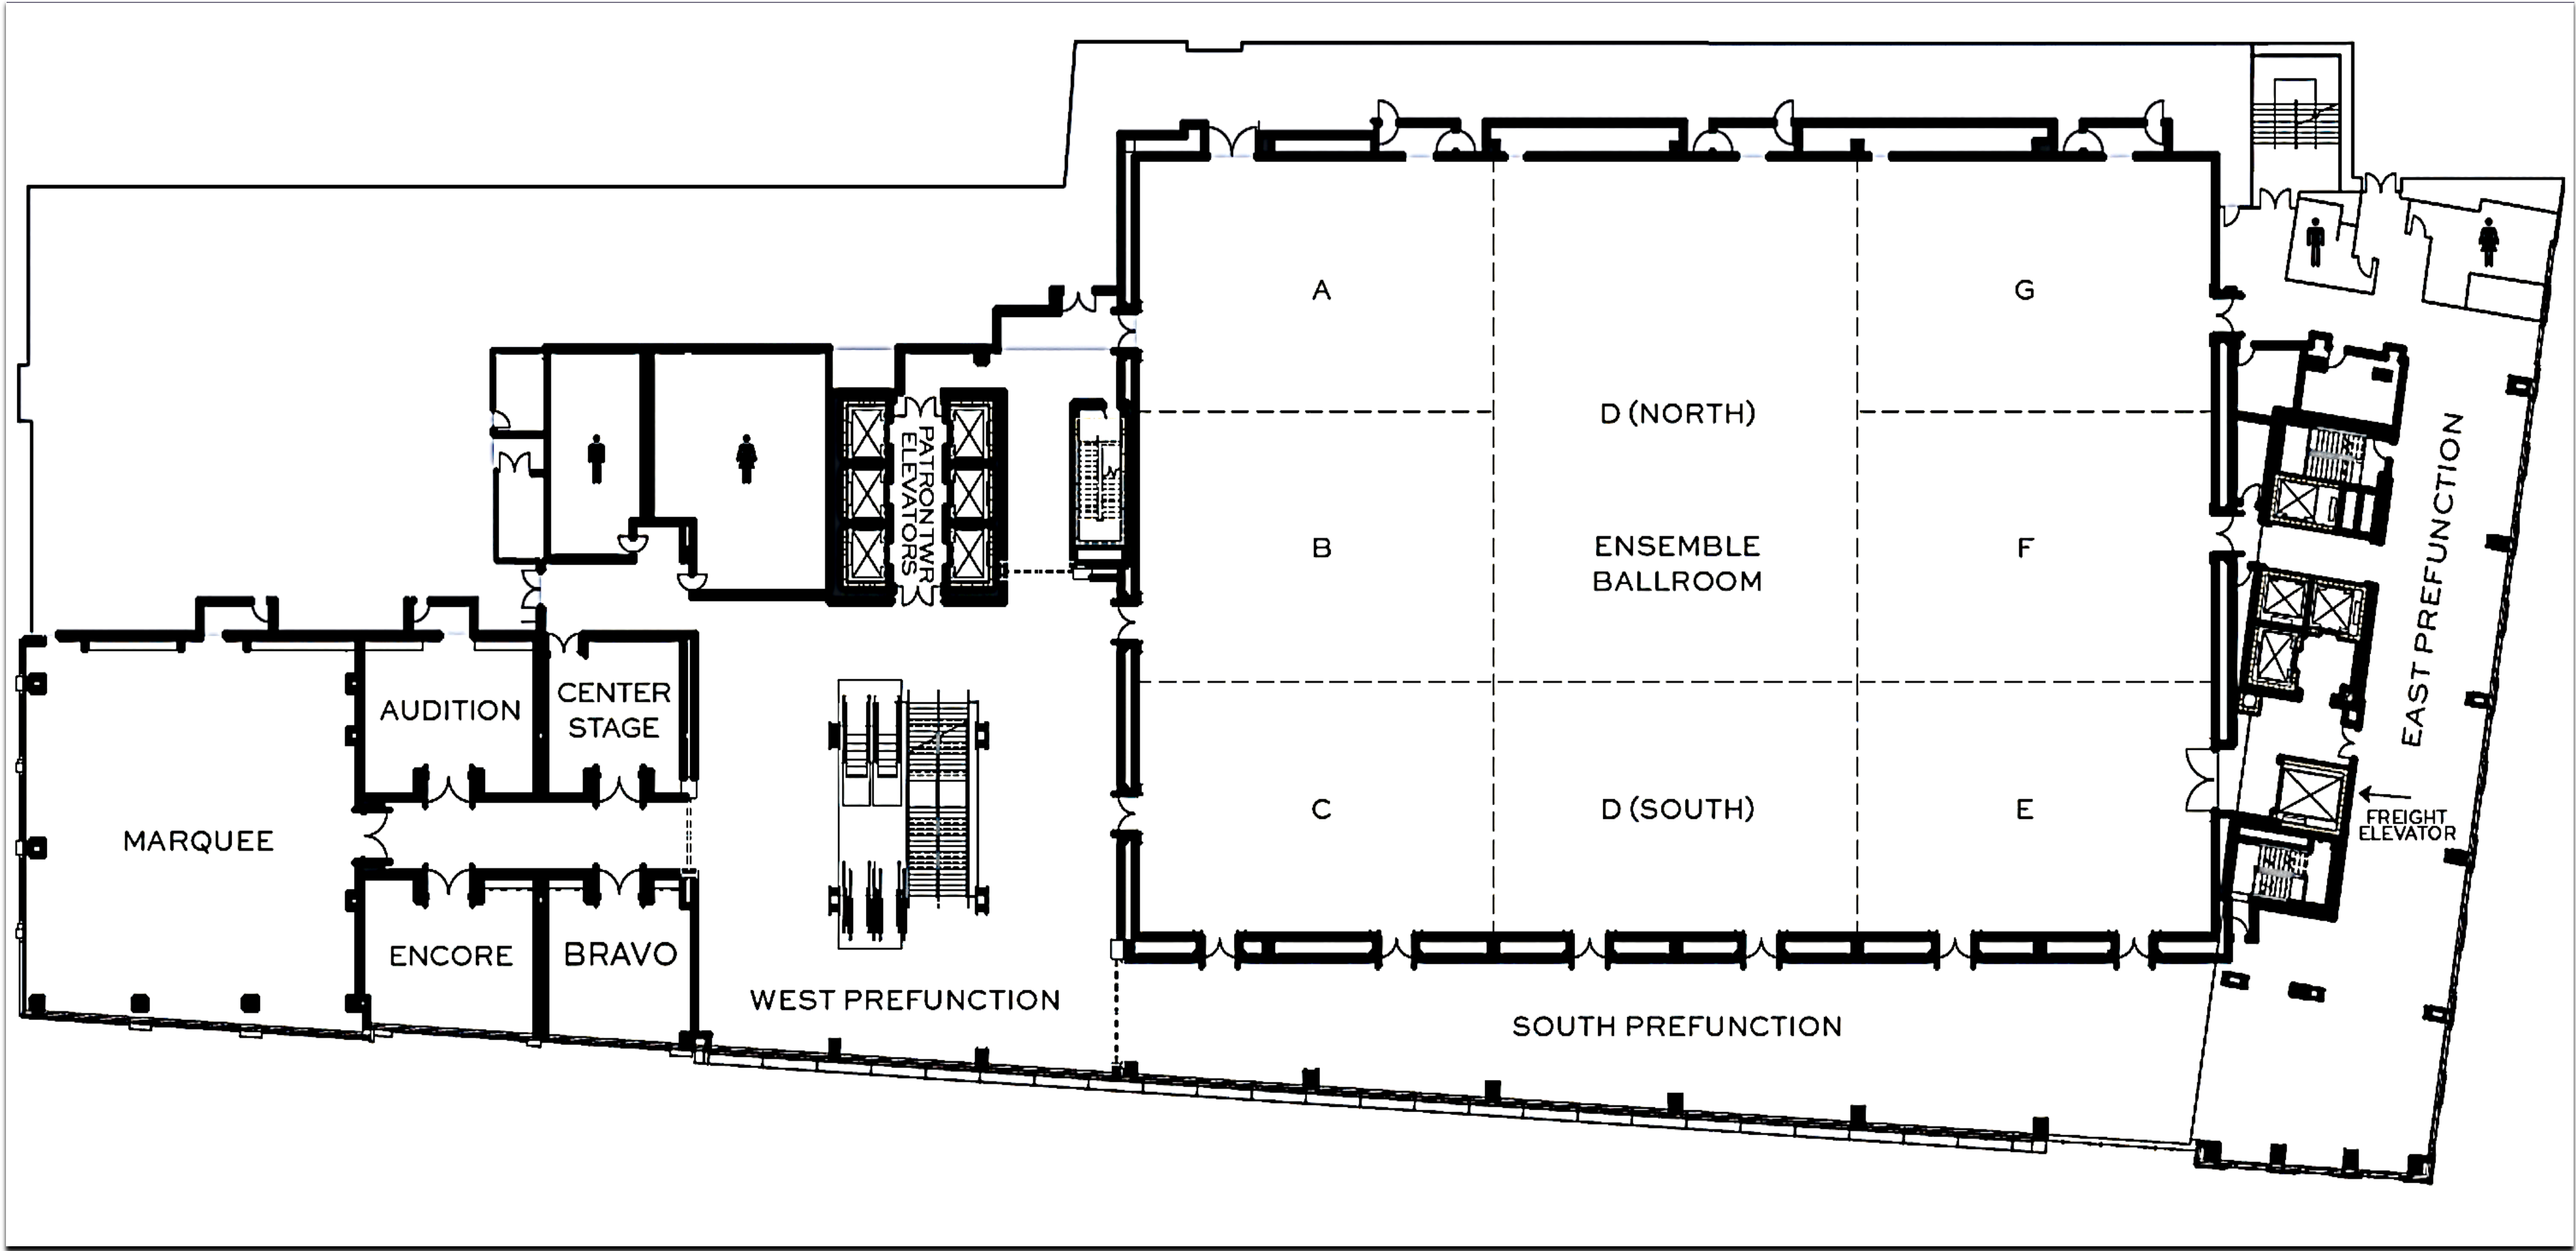 A
G
D (NORTH)
PATRON TWR
ELEVATORS
B
ENSEMBLE
BALLROOM
F
EAST PREFUNCTION
AUDITION
CENTER
STAGE
MARQUEE
C
D (SOUTH)
E
FREIGHT
ELEVATOR
ENCORE
BRAVO
WEST PREFUNCTION
SOUTH PREFUNCTION